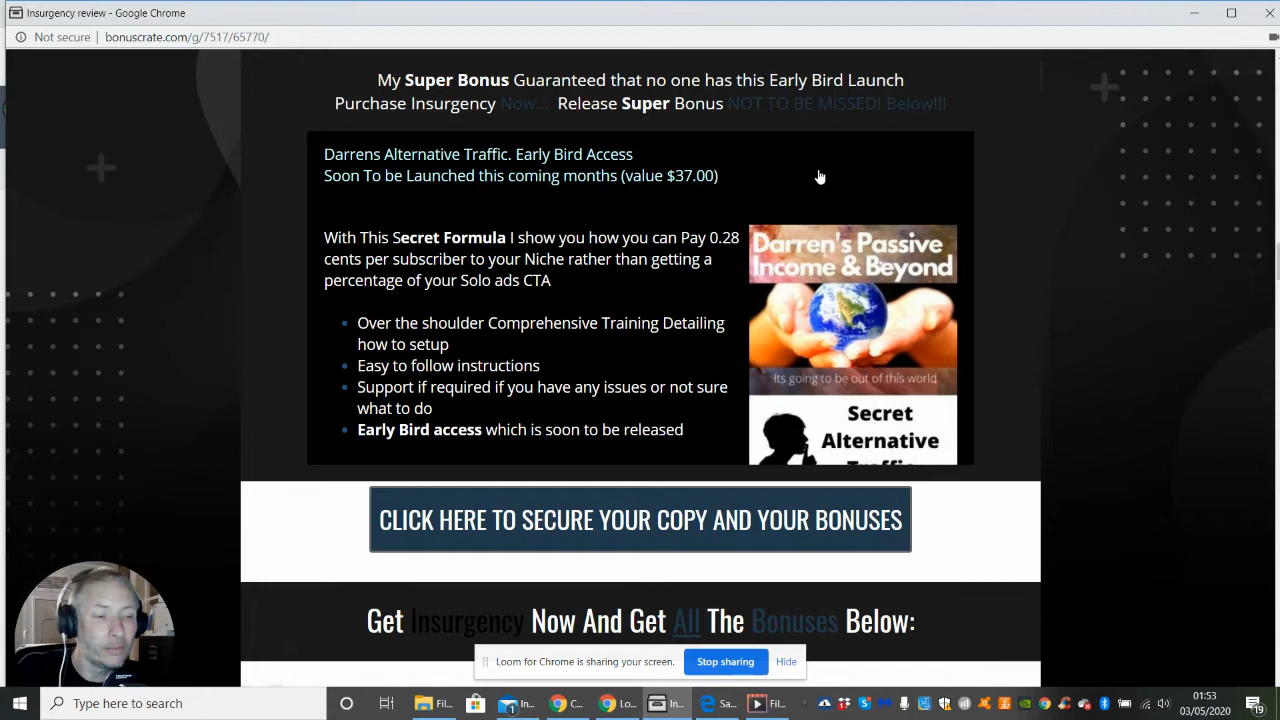 Insurgency review - Google Chrome
Not secure | bonuscrate.com/g/7517/65770/
My Super Bonus Guaranteed that no one has this Early Bird Launch
Purchase Insurgency Now... Release Super Bonus NOT TO BE MISSED! Below!!!
Darrens Alternative Traffic. Early Bird Access
Soon To be Launched this coming months (value $37.00)
With This Secret Formula I show you how you can Pay 0.28
cents per subscriber to your Niche rather than getting a
percentage of your Solo ads CTA
Over the shoulder Comprehensive Training Detailing
how to setup
Easy to follow instructions
Support if required if you have any issues or not sure
what to do
Early Bird access which is soon to be released
Darren's Passive
Income & Beyond
Its going to be out of this world
Secret
Alternative
Traffic
CLICK HERE TO SECURE YOUR COPY AND YOUR BONUSES
Get Insurgency Now And Get All The Bonuses Below:
Loom for Chrome is sharing your screen.
Stop sharing
Hide
Type here to search
Fil...
In...
C...
Lo...
In...
Sa...
Fil...
01:53
03/05/2020
19